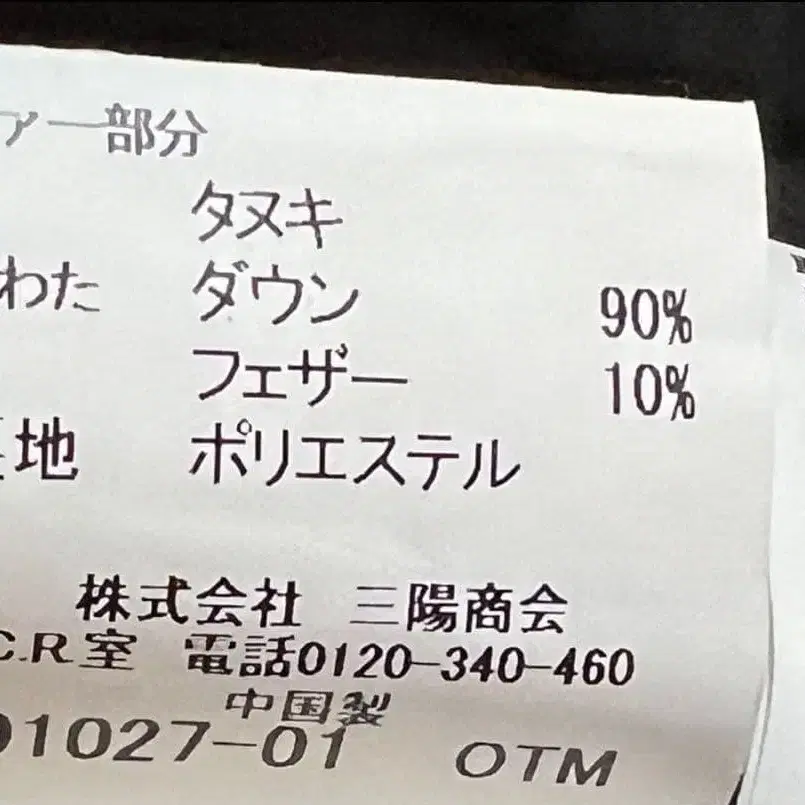 ァー部分
タヌキ
わた ダウン 90%
フェザー 10%
地 ポリエステル
株式会社 三陽商会
C.R室 電話0120-340-460
中国製
01027-01 OTM